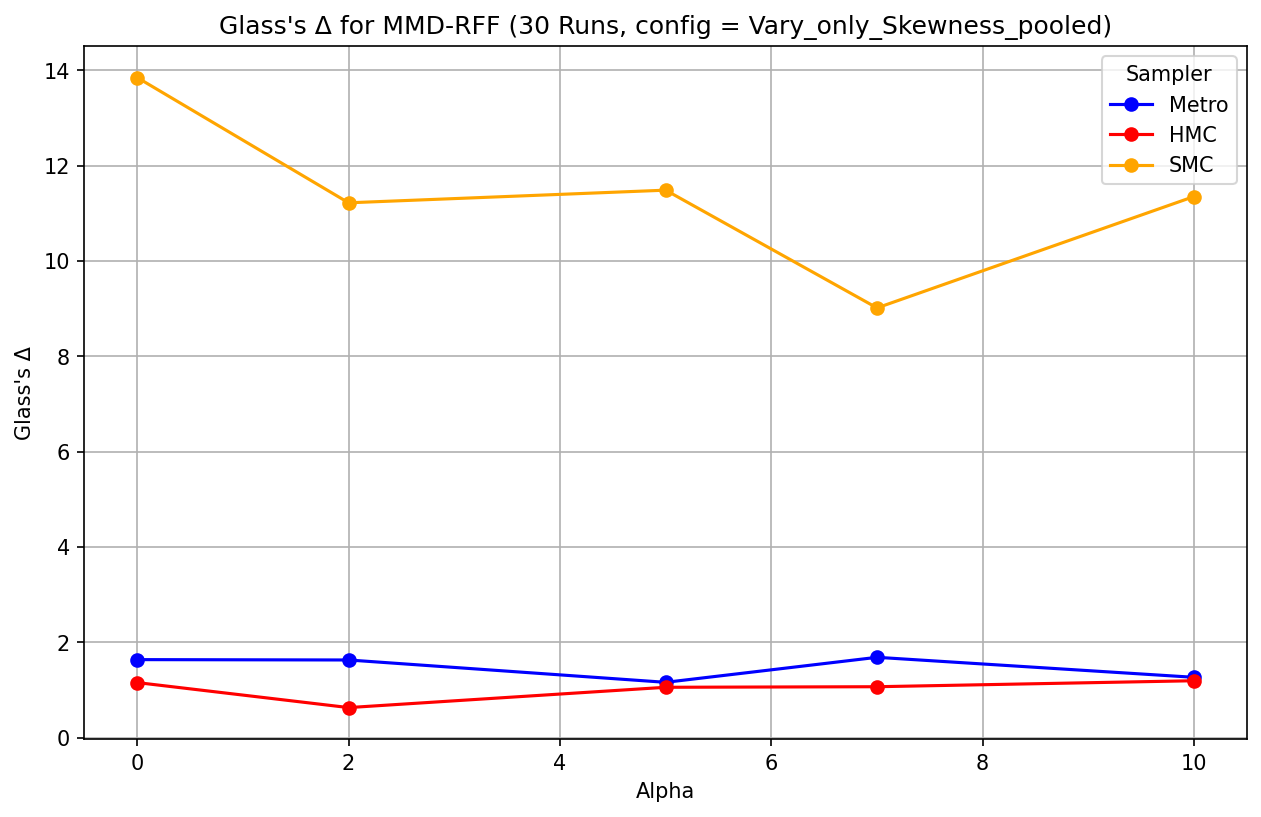 Glass's Δ for MMD-RFF (30 Runs, config = Vary_only_Skewness_pooled)
Glass's Δ
14
12
10
8
6
4
2
0
0 2 4 6 8 10
Alpha
Sampler
Metro
HMC
SMC